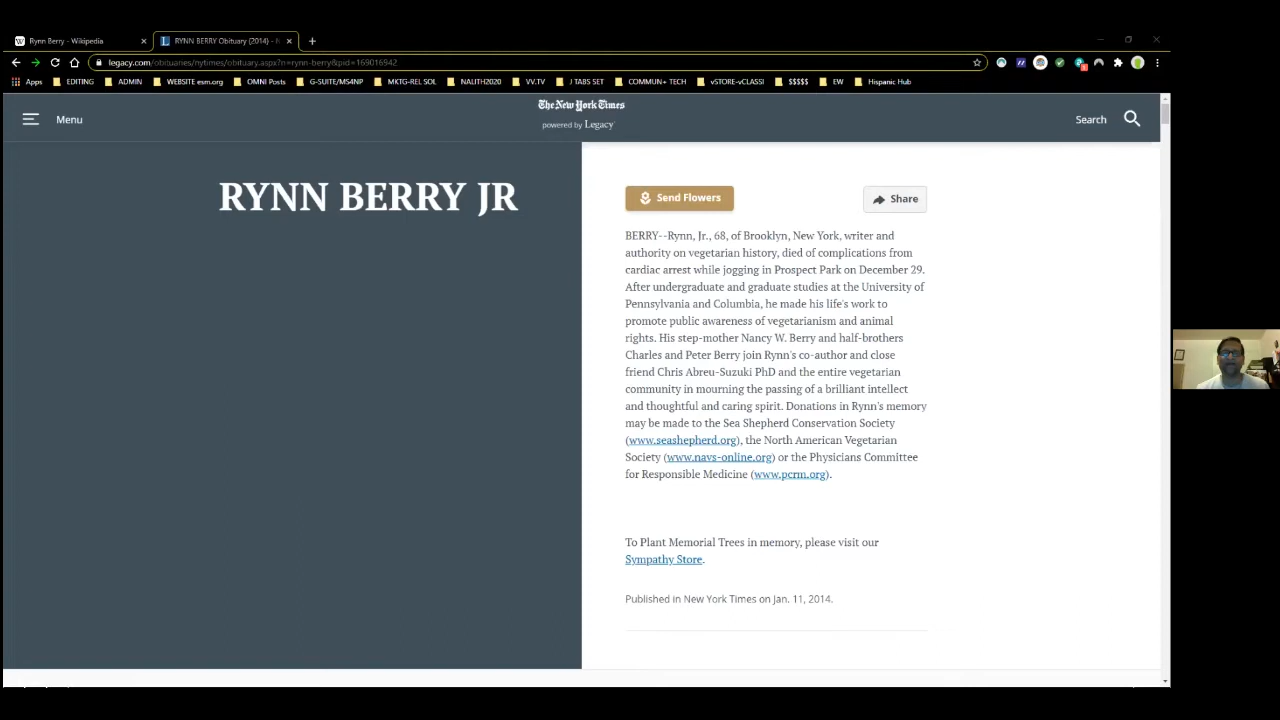 Rynn Berry - Wikipedia
RYNN BERRY Obituary (2014) - N
legacy.com/obituaries/nytimes/obituary.aspx?n=rynn-berry&pid=169016942
Apps EDITING ADMIN WEBSITE esm.org OMNI Posts G-SUITE/MS4NP MKTG-REL SOL NALITH2020 VV.TV J TABS SET COMMUN+ TECH vSTORE-vCLASSI $$$$$ EW Hispanic Hub
Menu
The New York Times
powered by Legacy
Search
RYNN BERRY JR
Send Flowers
Share
BERRY--Rynn, Jr., 68, of Brooklyn, New York, writer and
authority on vegetarian history, died of complications from
cardiac arrest while jogging in Prospect Park on December 29.
After undergraduate and graduate studies at the University of
Pennsylvania and Columbia, he made his life's work to
promote public awareness of vegetarianism and animal
rights. His step-mother Nancy W. Berry and half-brothers
Charles and Peter Berry join Rynn's co-author and close
friend Chris Abreu-Suzuki PhD and the entire vegetarian
community in mourning the passing of a brilliant intellect
and thoughtful and caring spirit. Donations in Rynn's memory
may be made to the Sea Shepherd Conservation Society
(www.seashepherd.org), the North American Vegetarian
Society (www.navs-online.org) or the Physicians Committee
for Responsible Medicine (www.pcrm.org).
To Plant Memorial Trees in memory, please visit our
Sympathy Store.
Published in New York Times on Jan. 11, 2014.